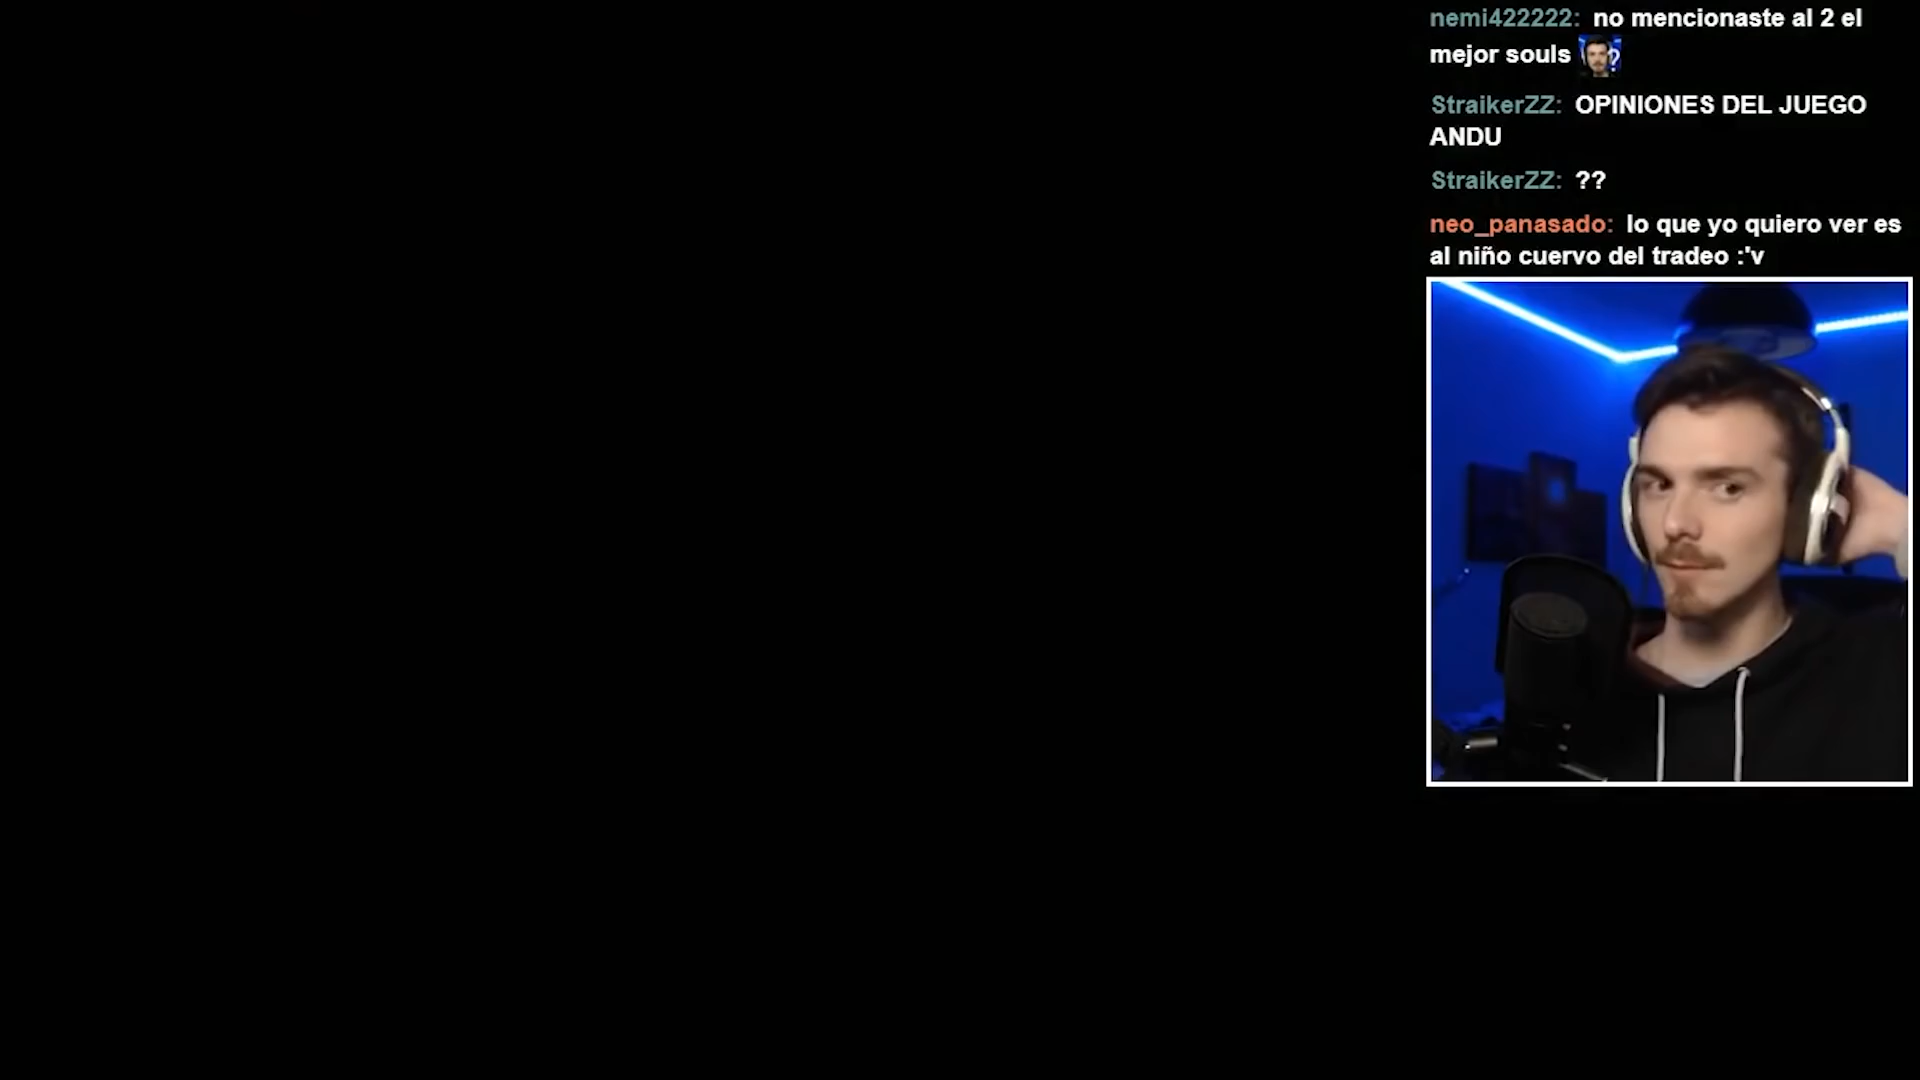 nemi422222: no mencionaste al 2 el
mejor souls
StraikerZZ: OPINIONES DEL JUEGO
ANDU
StraikerZZ: ??
neo_panasado: lo que yo quiero ver es
al niño cuervo del tradeo :'v